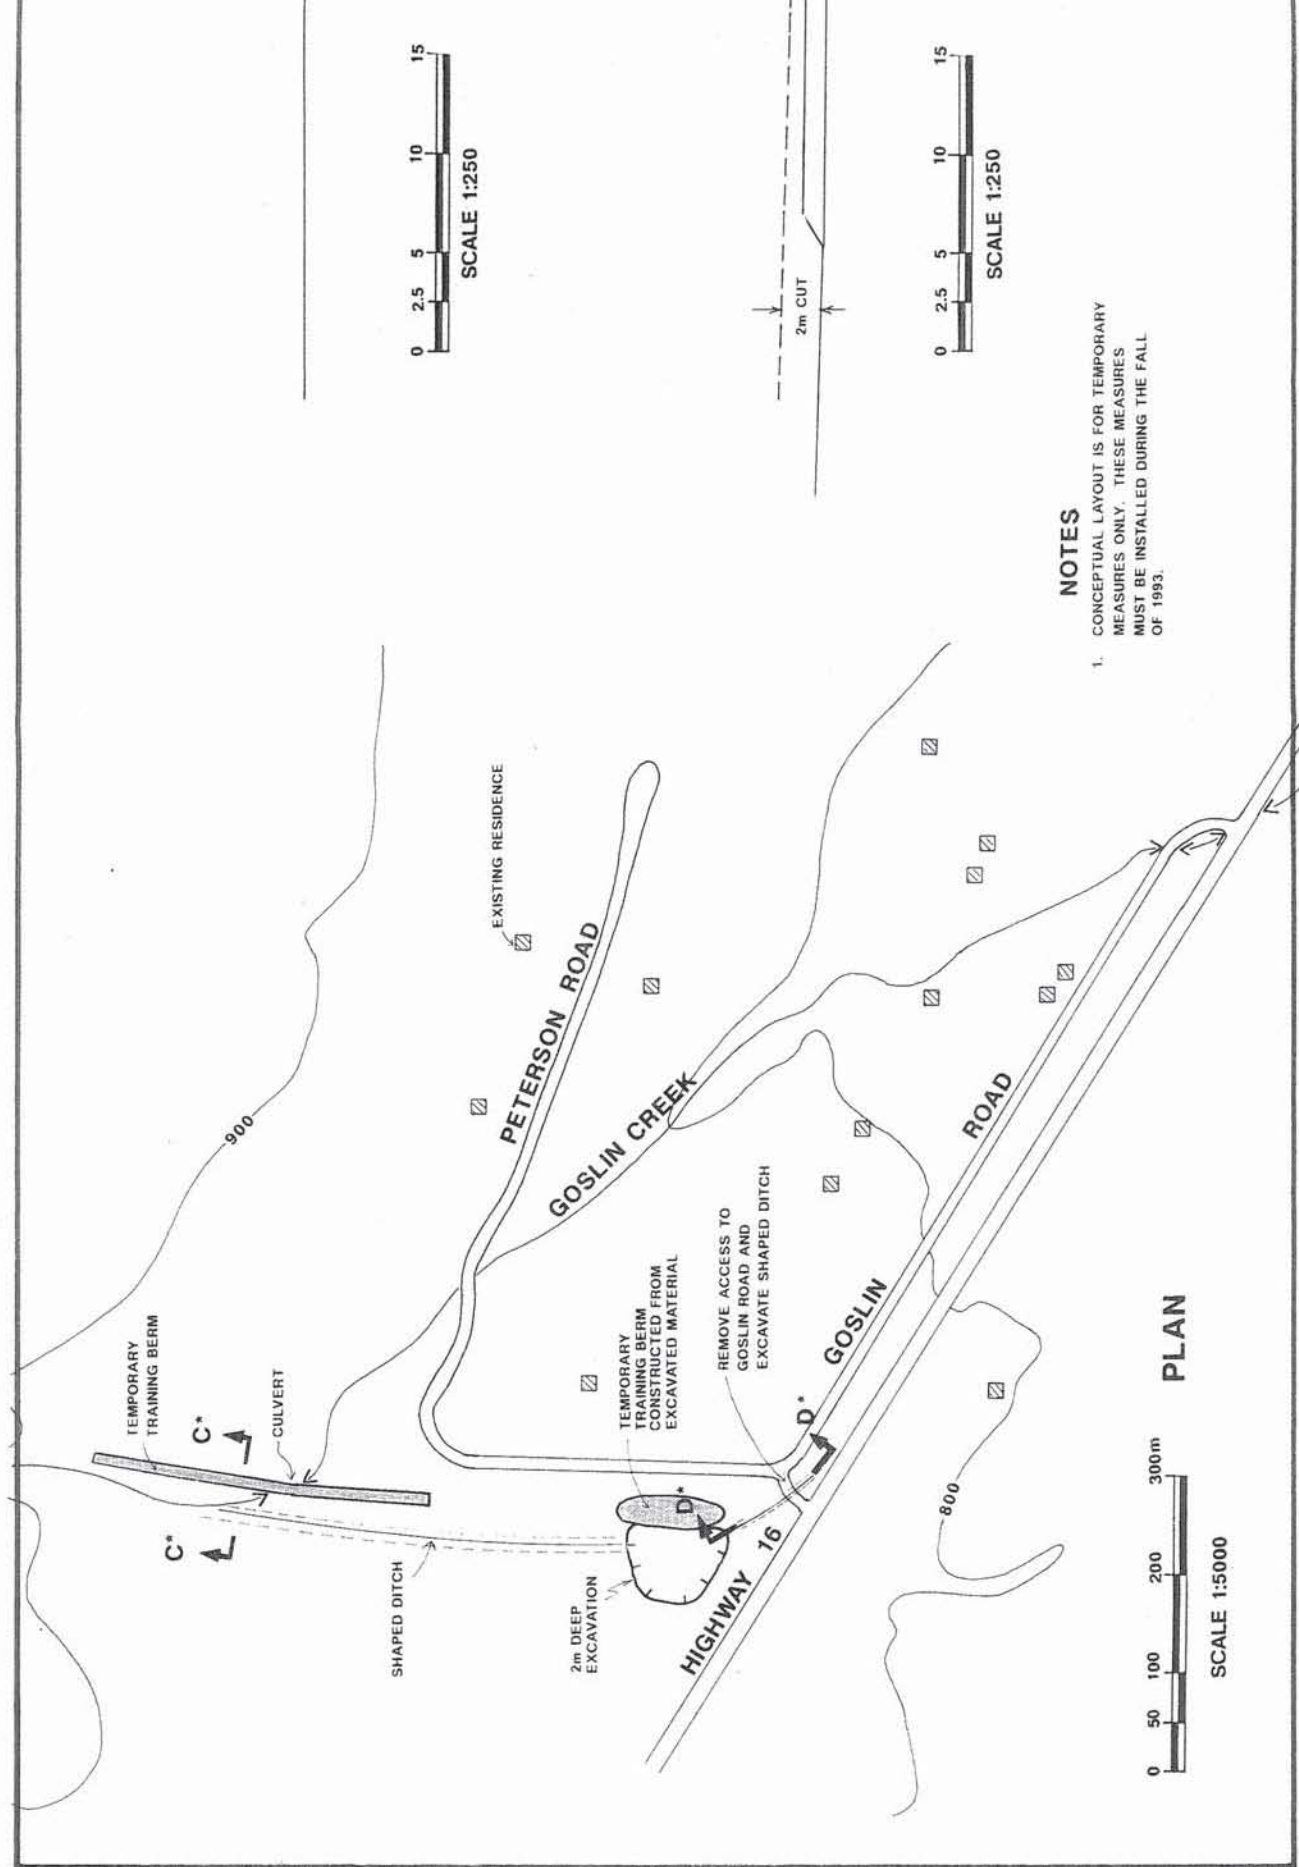 TEMPORARY
TRAINING BERM
C*
C*
CULVERT
SHAPED DITCH
900
2m DEEP
EXCAVATION
TEMPORARY
TRAINING BERM
CONSTRUCTED FROM
EXCAVATED MATERIAL
D*
D*
REMOVE ACCESS TO
GOSLIN ROAD AND
EXCAVATE SHAPED DITCH
HIGHWAY 16
GOSLIN ROAD
GOSLIN CREEK
PETERSON ROAD
EXISTING RESIDENCE
800
PLAN
0 50 100 200 300m
SCALE 1:5000
0 2.5 5 10 15
SCALE 1:250
2m CUT
0 2.5 5 10 15
SCALE 1:250
NOTES
1. CONCEPTUAL LAYOUT IS FOR TEMPORARY
MEASURES ONLY. THESE MEASURES
MUST BE INSTALLED DURING THE FALL
OF 1993.